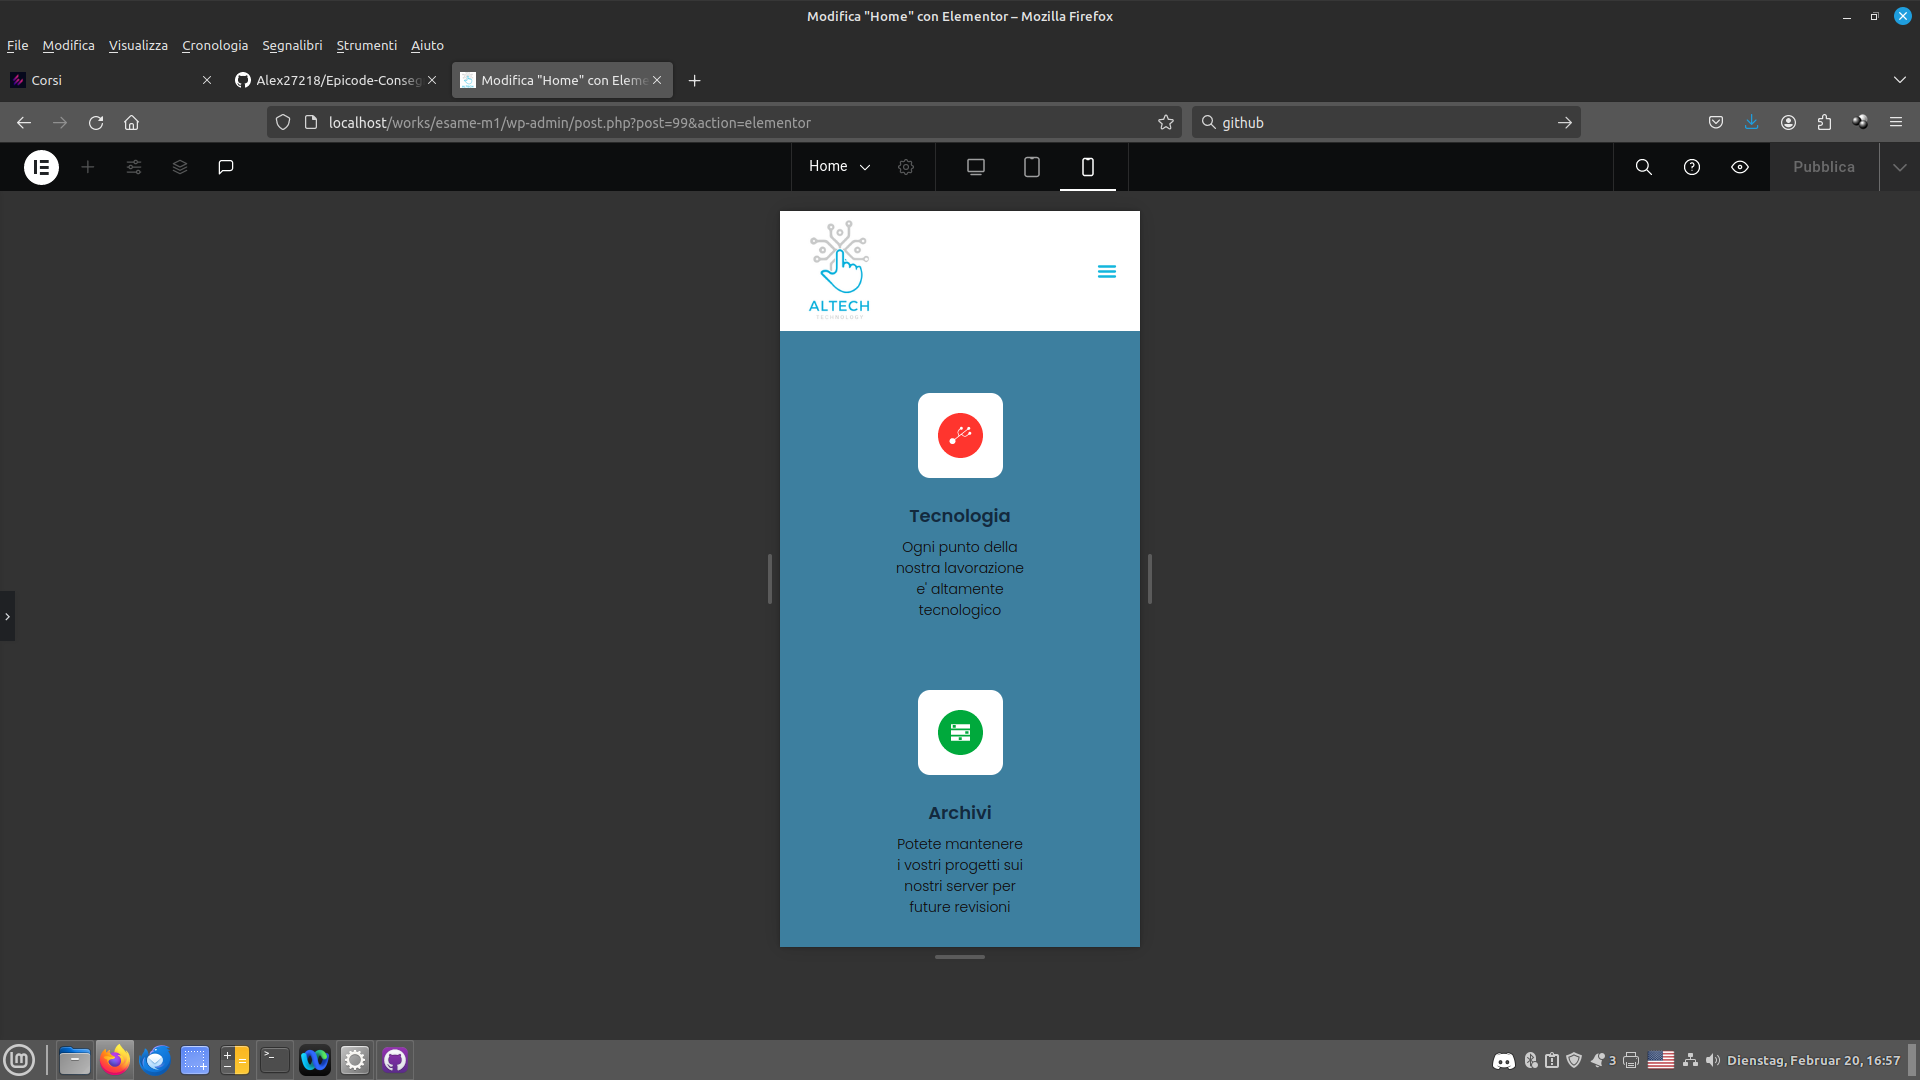 Modifica "Home" con Elementor – Mozilla Firefox
File Modifica Visualizza Cronologia Segnalibri Strumenti Aiuto
Corsi
Alex27218/Epicode-Conseg
Modifica "Home" con Eleme
localhost/works/esame-m1/wp-admin/post.php?post=99&action=elementor
github
Home
Pubblica
ALTECH
TECHNOLOGY
Tecnologia
Ogni punto della
nostra lavorazione
e' altamente
tecnologico
Archivi
Potete mantenere
i vostri progetti sui
nostri server per
future revisioni
3
Dienstag, Februar 20, 16:57